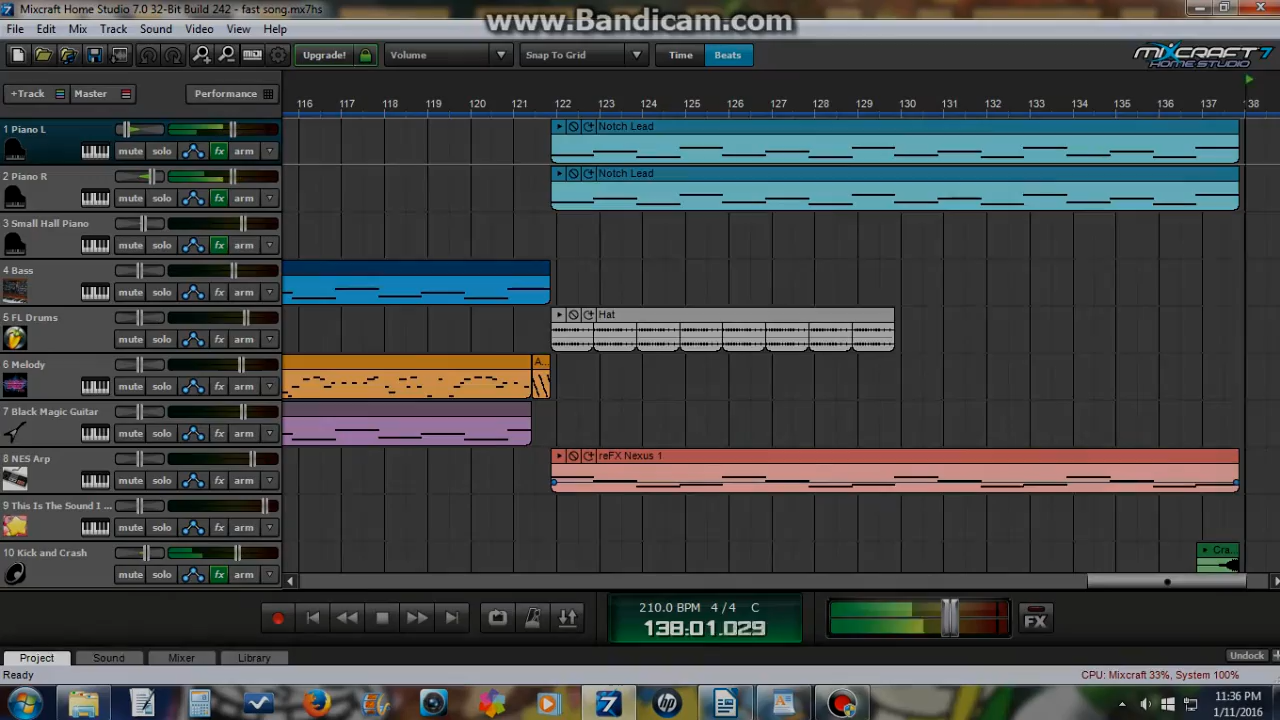 Mixcraft Home Studio 7.0 32-Bit Build 242 - fast song.mx7hs
www.Bandicam.com
File Edit Mix Track Sound Video View Help
Upgrade! Volume Snap To Grid Time Beats
MIXCRAFT 7
HOME STUDIO
+Track Master Performance
116 117 118 119 120 121 122 123 124 125 126 127 128 129 130 131 132 133 134 135 136 137 38
1 Piano L
mute solo fx arm
Notch Lead
2 Piano R
mute solo fx arm
Notch Lead
3 Small Hall Piano
mute solo fx arm
4 Bass
mute solo fx arm
5 FL Drums
mute solo fx arm
Hat
6 Melody
mute solo fx arm
A...
7 Black Magic Guitar
mute solo fx arm
8 NES Arp
mute solo fx arm
reFX Nexus 1
9 This Is The Sound 1 ...
mute solo fx arm
10 Kick and Crash
mute solo fx arm
Cra...
210.0 BPM 4/4 C
138:01.029
FX
Project Sound Mixer Library
Undock
Ready
CPU: Mixcraft 33%, System 100%
11:36 PM
1/11/2016